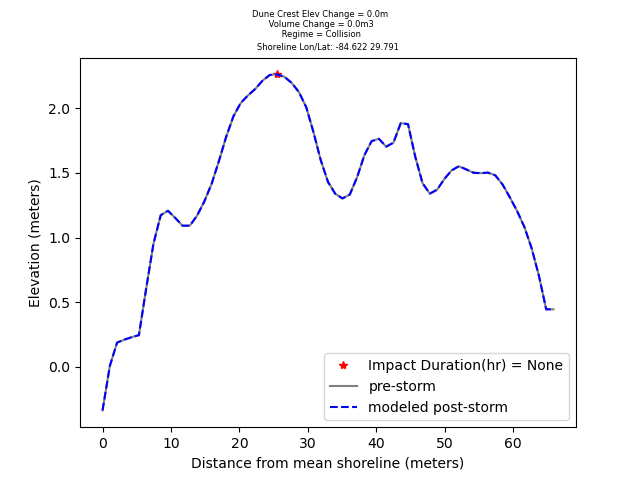 Dune Crest Elev Change = 0.0m
Volume Change = 0.0m3
Regime = Collision
Shoreline Lon/Lat: -84.622 29.791
2.0
1.5
1.0
0.5
0.0
Elevation (meters)
Impact Duration(hr) = None
pre-storm
modeled post-storm
0 10 20 30 40 50 60
Distance from mean shoreline (meters)